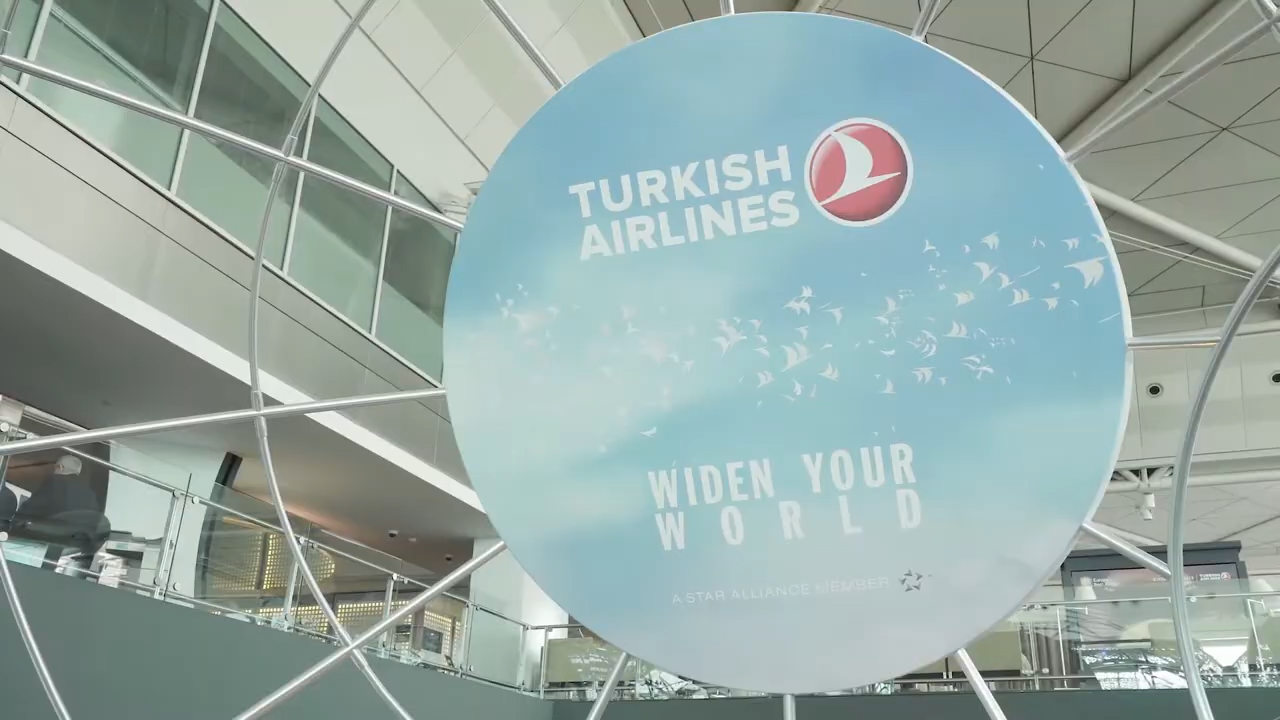 TURKISH
AIRLINES
WIDEN YOUR
WORLD
A STAR ALLIANCE MEMBER